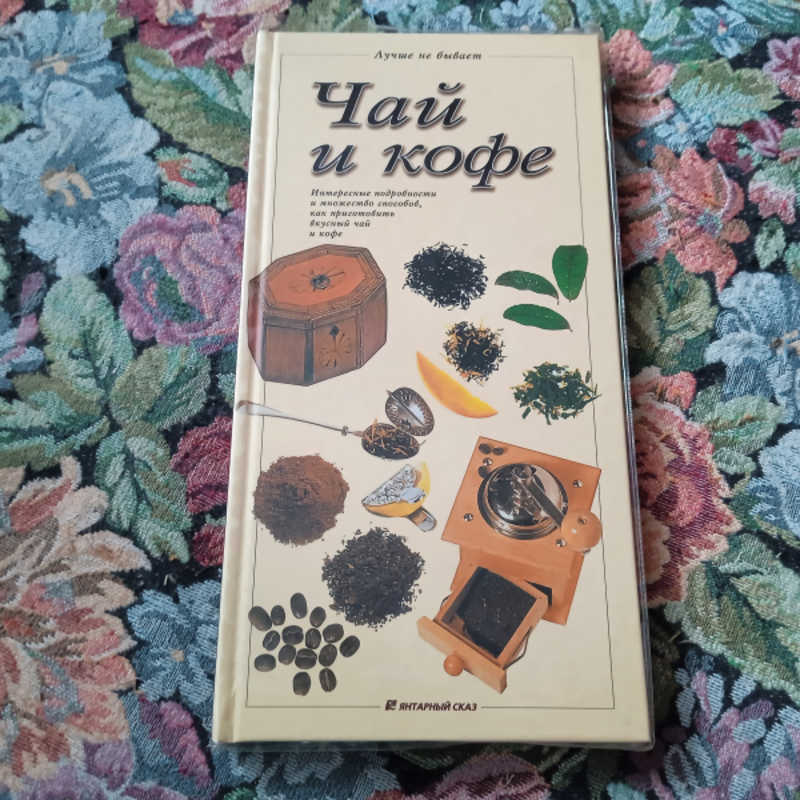 Лучше не бывает
Чай
и кофе
Интересные подробности
и множество способов,
как приготовить
вкусный чай
и кофе
ЯНТАРНЫЙ СКАЗ